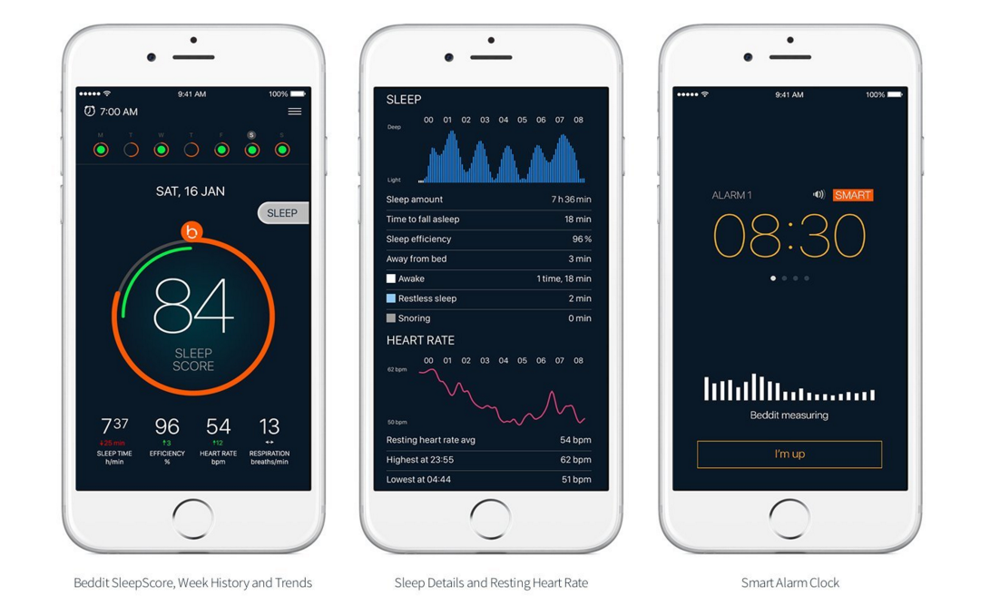 9:41 AM
100%
7:00 AM
M T W T F S S
SAT, 16 JAN
SLEEP
b
84
SLEEP
SCORE
7 37 96 54 13
↓25 min ↑3 ↑12 ↔
SLEEP TIME EFFICIENCY HEART RATE RESPIRATION
h/min % bpm breaths/min
Beddit SleepScore, Week History and Trends
SLEEP
00 01 02 03 04 05 06 07 08
Deep
Light
Sleep amount 7 h 36 min
Time to fall asleep 18 min
Sleep efficiency 96 %
Away from bed 3 min
Awake 1 time, 18 min
Restless sleep 2 min
Snoring 0 min
HEART RATE
00 01 02 03 04 05 06 07 08
62 bpm
50 bpm
Resting heart rate avg 54 bpm
Highest at 23:55 62 bpm
Lowest at 04:44 51 bpm
Sleep Details and Resting Heart Rate
9:41 AM
100%
ALARM 1 SMART
08:30
Beddit measuring
I'm up
Smart Alarm Clock